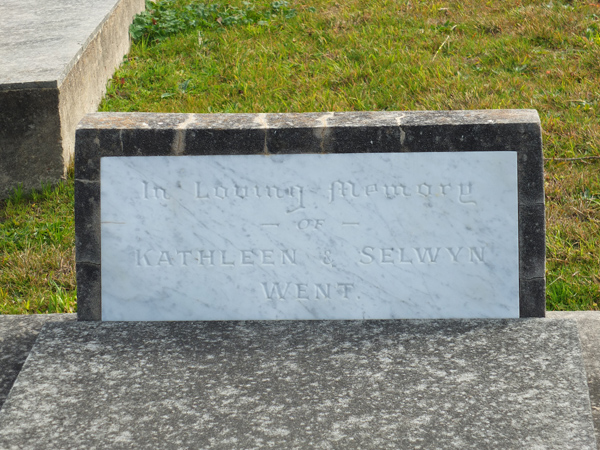 In Loving Memory
— OF —
KATHLEEN & SELWYN
WENT.